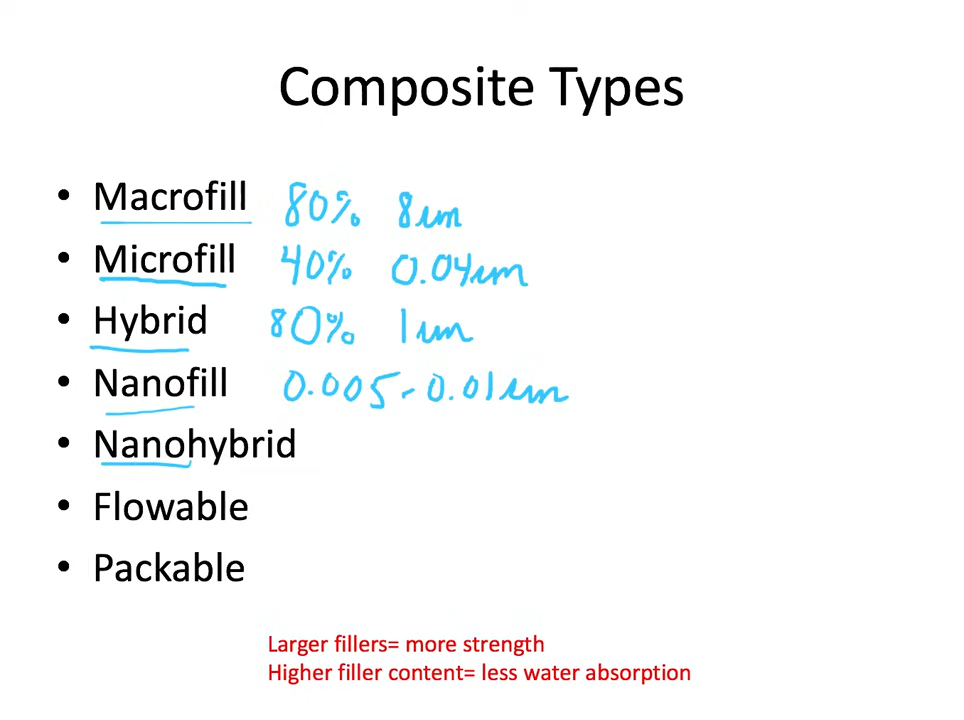 Composite Types
• Macrofill 80% 8um
• Microfill 40% 0.04um
• Hybrid 80% 1um
• Nanofill 0.005-0.01um
• Nanohybrid
• Flowable
• Packable
Larger fillers= more strength
Higher filler content= less water absorption